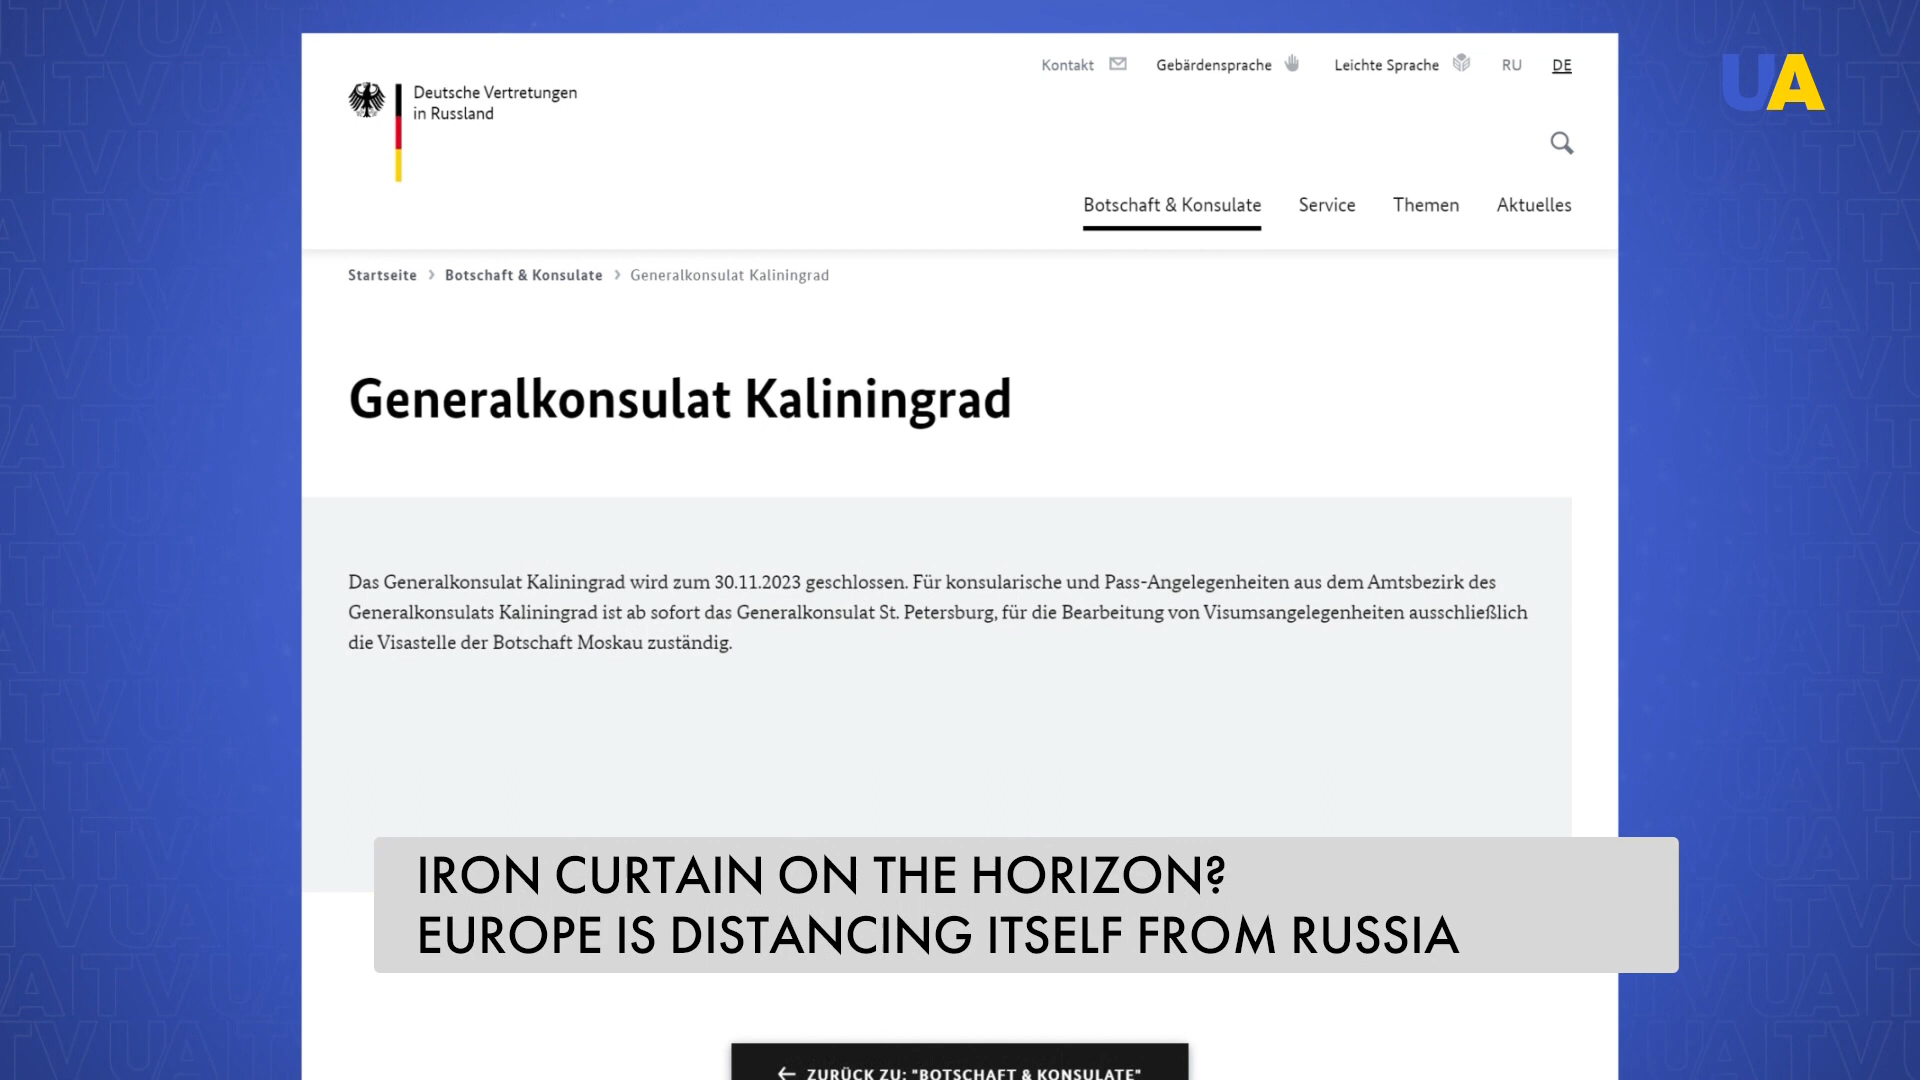 Kontakt Gebärdensprache Leichte Sprache RU DE
UA
Deutsche Vertretungen
in Russland
Botschaft & Konsulate Service Themen Aktuelles
Startseite > Botschaft & Konsulate > Generalkonsulat Kaliningrad
Generalkonsulat Kaliningrad
Das Generalkonsulat Kaliningrad wird zum 30.11.2023 geschlossen. Für konsularische und Pass-Angelegenheiten aus dem Amtsbezirk des
Generalkonsulats Kaliningrad ist ab sofort das Generalkonsulat St. Petersburg, für die Bearbeitung von Visumsangelegenheiten ausschließlich
die Visastelle der Botschaft Moskau zuständig.
IRON CURTAIN ON THE HORIZON?
EUROPE IS DISTANCING ITSELF FROM RUSSIA
← ZURÜCK ZU: "BOTSCHAFT & KONSULATE"